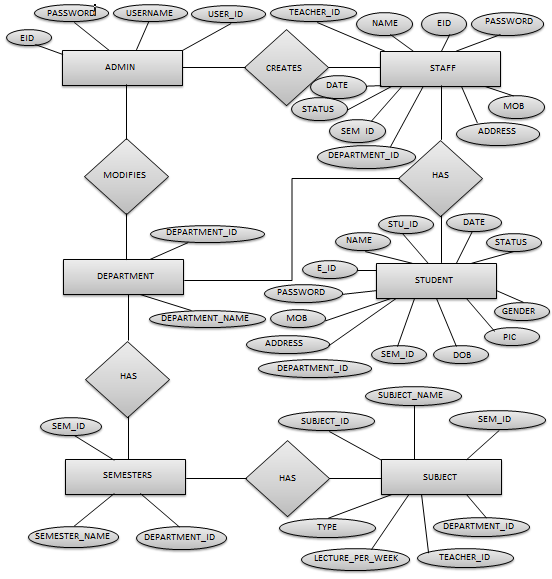 PASSWORD
USERNAME
USER_ID
TEACHER_ID
NAME
EID
PASSWORD
EID
ADMIN
CREATES
STAFF
DATE
STATUS
MOB
SEM_ID
ADDRESS
DEPARTMENT_ID
MODIFIES
HAS
DEPARTMENT_ID
STU_ID
DATE
NAME
STATUS
E_ID
DEPARTMENT
STUDENT
PASSWORD
GENDER
DEPARTMENT_NAME
MOB
PIC
ADDRESS
SEM_ID
DOB
DEPARTMENT_ID
HAS
SUBJECT_NAME
SUBJECT_ID
SEM_ID
SEM_ID
SEMESTERS
HAS
SUBJECT
TYPE
DEPARTMENT_ID
SEMESTER_NAME
DEPARTMENT_ID
LECTURE_PER_WEEK
TEACHER_ID